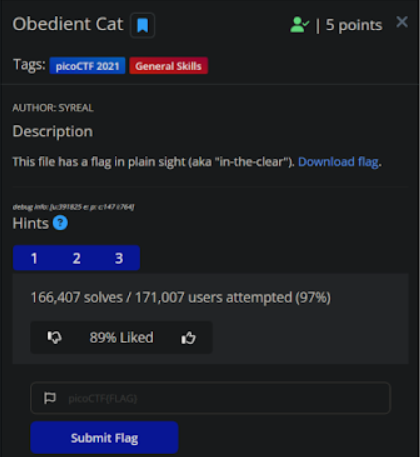 Obedient Cat | 5 points ×
Tags: picoCTF 2021 General Skills
AUTHOR: SYREAL
Description
This file has a flag in plain sight (aka "in-the-clear"). Download flag.
debug info: [u:391825 e: p: c:147 i:764]
Hints ?
1 2 3
166,407 solves / 171,007 users attempted (97%)
89% Liked
picoCTF{FLAG}
Submit Flag